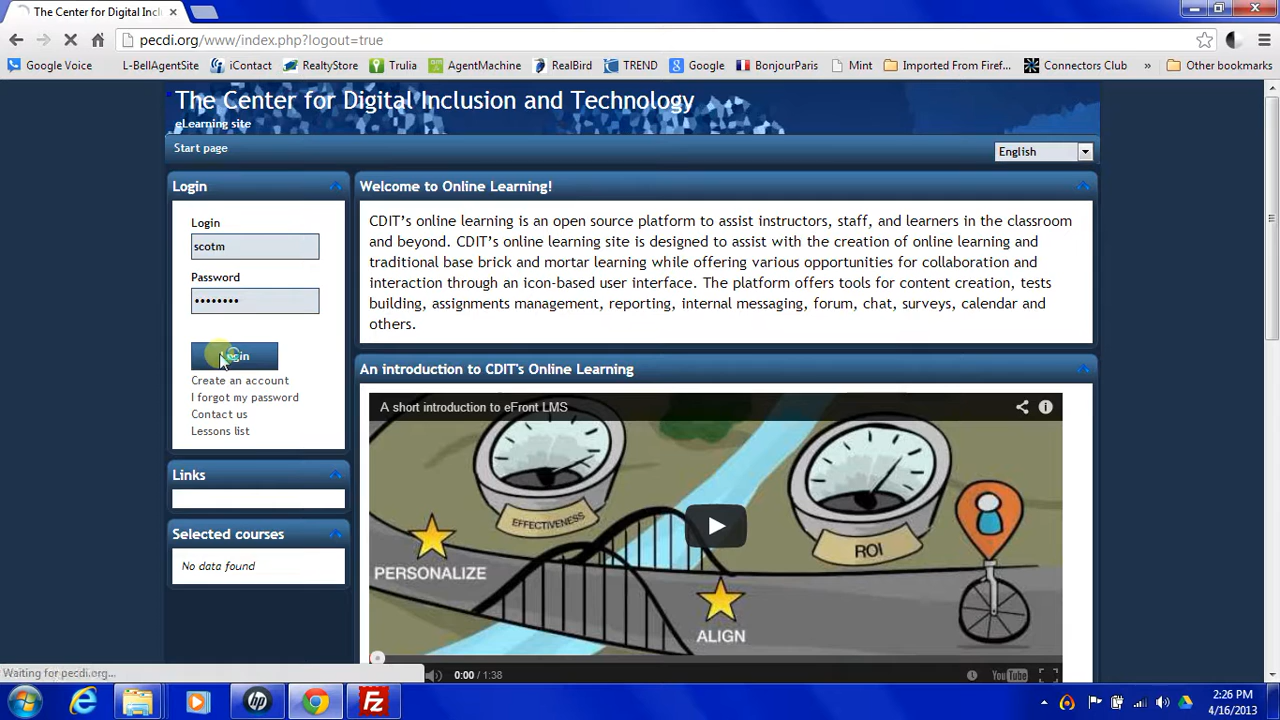 The Center for Digital Inclu
pecdi.org/www/index.php?logout=true
Google Voice L-BellAgentSite iContact RealtyStore Trulia AgentMachine RealBird TREND Google BonjourParis Mint Imported From Firef... Connectors Club » Other bookmarks
The Center for Digital Inclusion and Technology
eLearning site
Start page
English
Login
Login
scotm
Password
••••••••
Login
Create an account
I forgot my password
Contact us
Lessons list
Links
Selected courses
No data found
Welcome to Online Learning!
CDIT's online learning is an open source platform to assist instructors, staff, and learners in the classroom
and beyond. CDIT's online learning site is designed to assist with the creation of online learning and
traditional base brick and mortar learning while offering various opportunities for collaboration and
interaction through an icon-based user interface. The platform offers tools for content creation, tests
building, assignments management, reporting, internal messaging, forum, chat, surveys, calendar and
others.
An introduction to CDIT's Online Learning
A short introduction to eFront LMS
EFFECTIVENESS
ROI
PERSONALIZE
ALIGN
0:00 / 1:38
YouTube
Waiting for pecdi.org...
hp
Fz
2:26 PM
4/16/2013